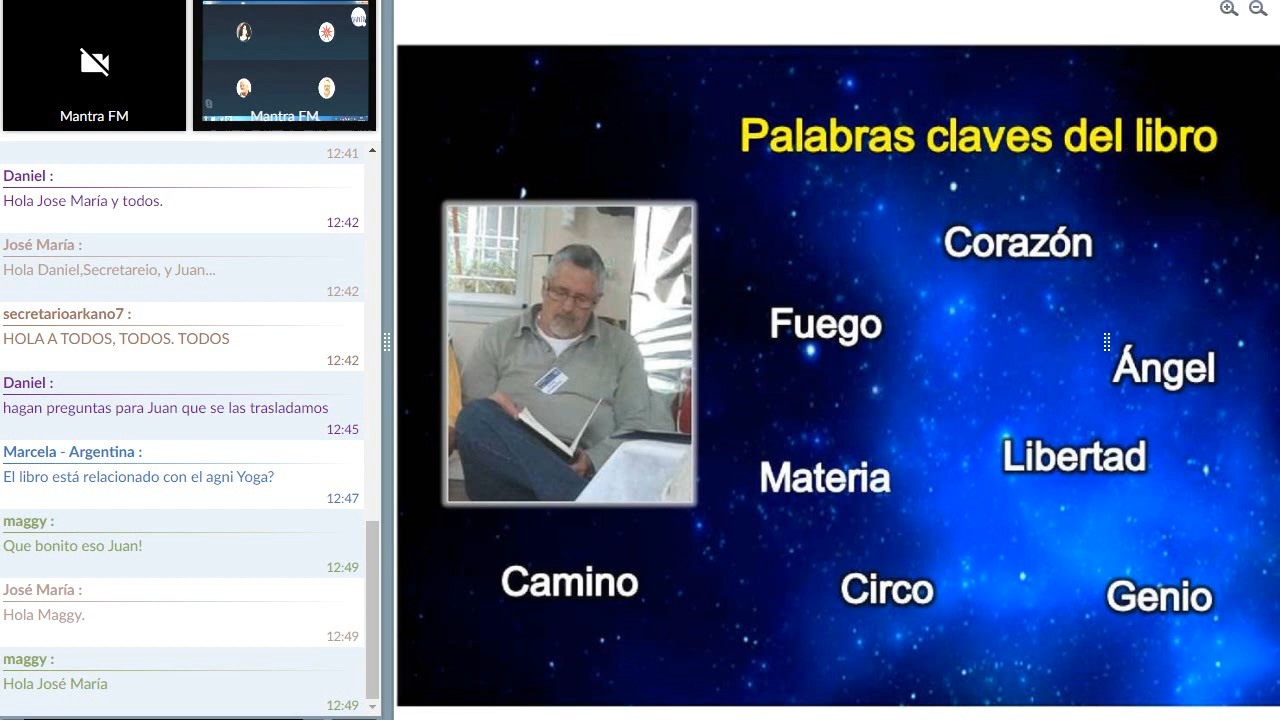 Mantra FM
Mantra FM
12:41
Daniel :
Hola Jose María y todos.
12:42
José María :
Hola Daniel,Secretareio, y Juan...
12:42
secretarioarkano7 :
HOLA A TODOS, TODOS. TODOS
12:42
Daniel :
hagan preguntas para Juan que se las trasladamos
12:45
Marcela - Argentina :
El libro está relacionado con el agni Yoga?
12:47
maggy :
Que bonito eso Juan!
12:49
José María :
Hola Maggy.
12:49
maggy :
Hola José María
12:49
Palabras claves del libro
Corazón
Fuego
Ángel
Libertad
Materia
Camino
Circo
Genio